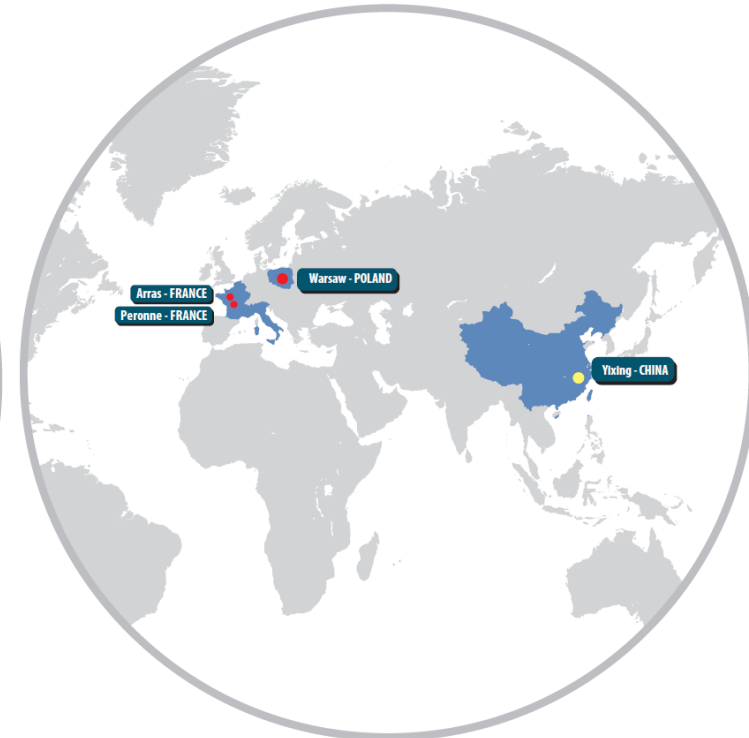 Warsaw - POLAND
Arras - FRANCE
Peronne - FRANCE
Yixing - CHINA